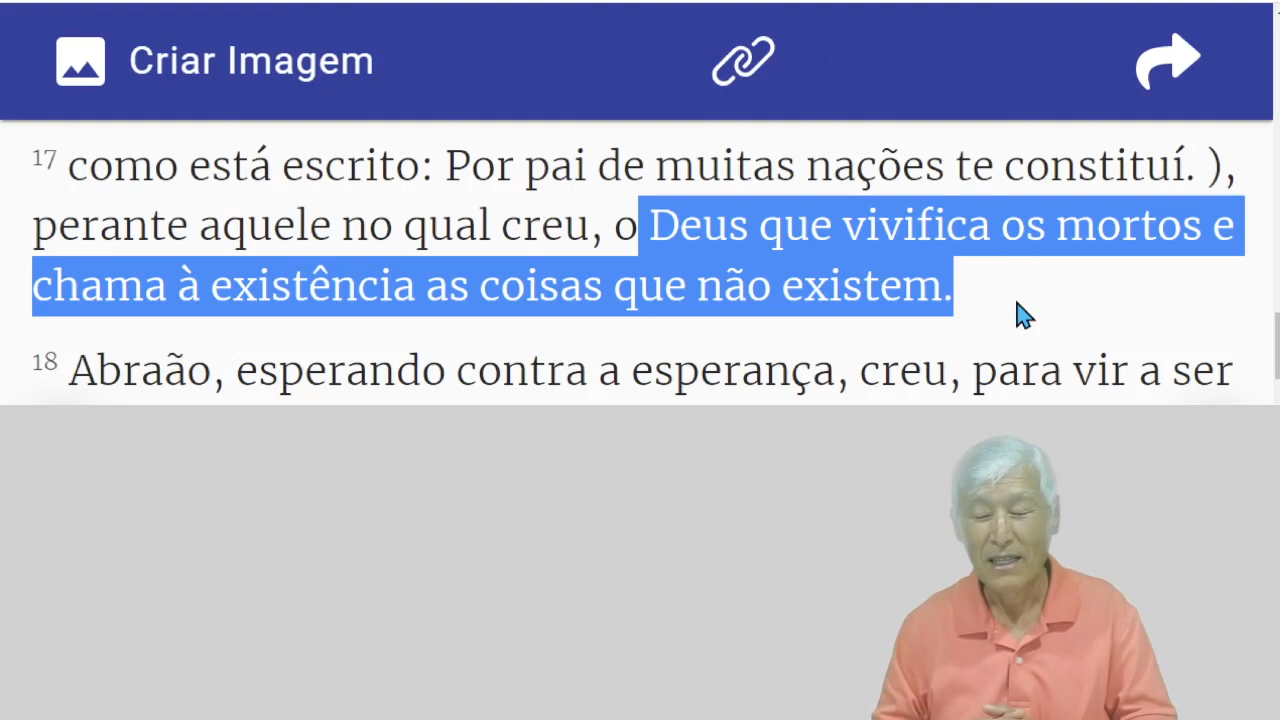 Criar Imagem
17 como está escrito: Por pai de muitas nações te constituí. ),
perante aquele no qual creu, o Deus que vivifica os mortos e
chama à existência as coisas que não existem.
18 Abraão, esperando contra a esperança, creu, para vir a ser